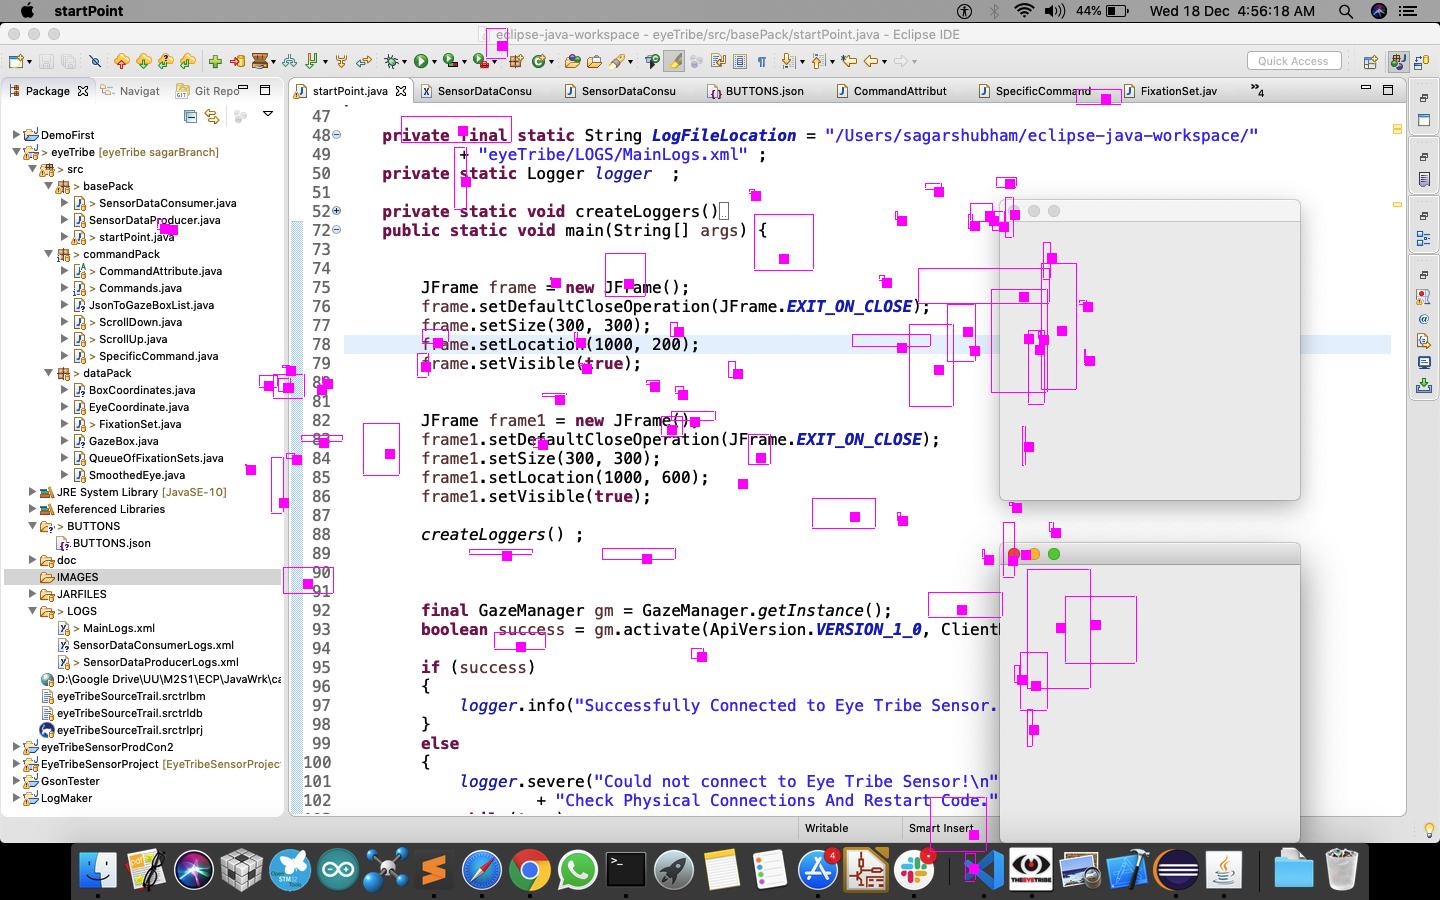 startPoint
44%
Wed 18 Dec 4:56:18 AM
eclipse-java-workspace - eyeTribe/src/basePack/startPoint.java - Eclipse IDE
Quick Access
Package
Navigat
Git Repo
startPoint.java
SensorDataConsu
SensorDataConsu
BUTTONS.json
CommandAttribut
SpecificCommand
FixationSet.jav
»4
DemoFirst
> eyeTribe [eyeTribe sagarBranch]
> src
> basePack
> SensorDataConsumer.java
SensorDataProducer.java
> startPoint.java
> commandPack
> CommandAttribute.java
> Commands.java
JsonToGazeBoxList.java
> ScrollDown.java
> ScrollUp.java
> SpecificCommand.java
> dataPack
BoxCoordinates.java
EyeCoordinate.java
> FixationSet.java
GazeBox.java
QueueOfFixationSets.java
SmoothedEye.java
JRE System Library [JavaSE-10]
Referenced Libraries
> BUTTONS
BUTTONS.json
doc
IMAGES
JARFILES
> LOGS
> MainLogs.xml
SensorDataConsumerLogs.xml
> SensorDataProducerLogs.xml
D:\Google Drive\UU\M2S1\ECP\JavaWrk\ca
eyeTribeSourceTrail.srctrlbm
eyeTribeSourceTrail.srctrldb
eyeTribeSourceTrail.srctrlprj
eyeTribeSensorProdCon2
EyeTribeSensorProject [EyeTribeSensorProjec
GsonTester
LogMaker
47
48 private final static String LogFileLocation = "/Users/sagarshubham/eclipse-java-workspace/"
49 + "eyeTribe/LOGS/MainLogs.xml" ;
50 private static Logger logger ;
51
52 private static void createLoggers()
72 public static void main(String[] args) {
73
74
75 JFrame frame = new JFrame();
76 frame.setDefaultCloseOperation(JFrame.EXIT_ON_CLOSE);
77 frame.setSize(300, 300);
78 frame.setLocation(1000, 200);
79 frame.setVisible(true);
80
81
82 JFrame frame1 = new JFrame();
83 frame1.setDefaultCloseOperation(JFrame.EXIT_ON_CLOSE);
84 frame1.setSize(300, 300);
85 frame1.setLocation(1000, 600);
86 frame1.setVisible(true);
87
88 createLoggers() ;
89
90
91
92 final GazeManager gm = GazeManager.getInstance();
93 boolean success = gm.activate(ApiVersion.VERSION_1_0, Client
94
95 if (success)
96 {
97 logger.info("Successfully Connected to Eye Tribe Sensor.
98 }
99 else
100 {
101 logger.severe("Could not connect to Eye Tribe Sensor!\n"
102 + "Check Physical Connections And Restart Code."
Writable
Smart Insert
4
THEEYETRIBE